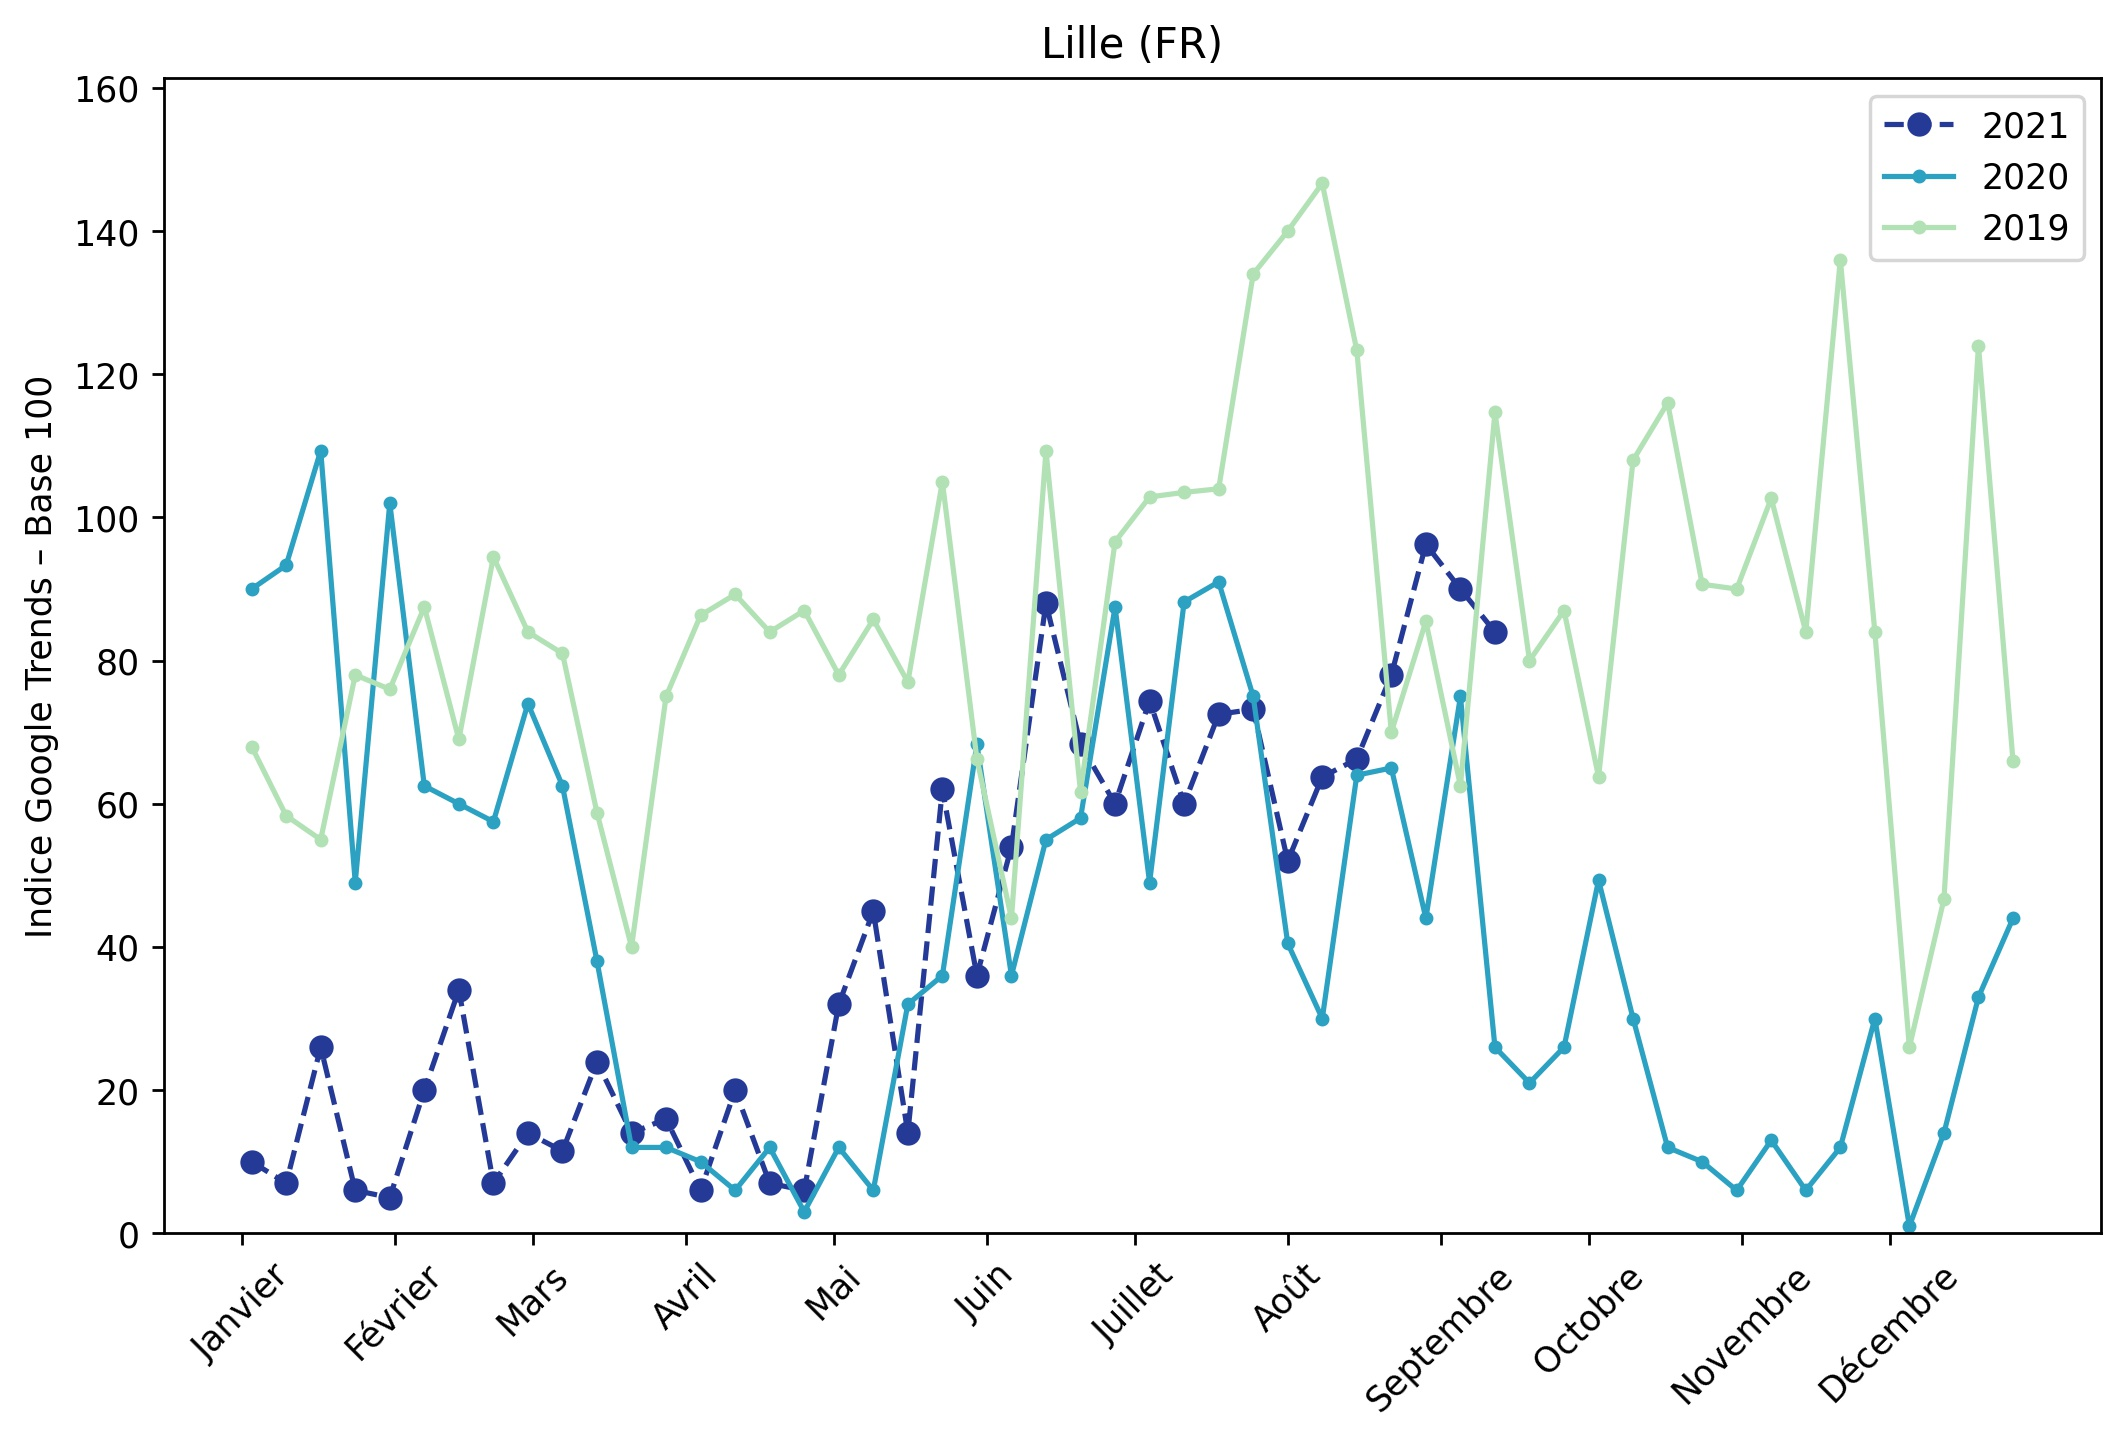 Lille (FR)
Indice Google Trends – Base 100
160
140
120
100
80
60
40
20
0
2021
2020
2019
Janvier
Février
Mars
Avril
Mai
Juin
Juillet
Août
Septembre
Octobre
Novembre
Décembre